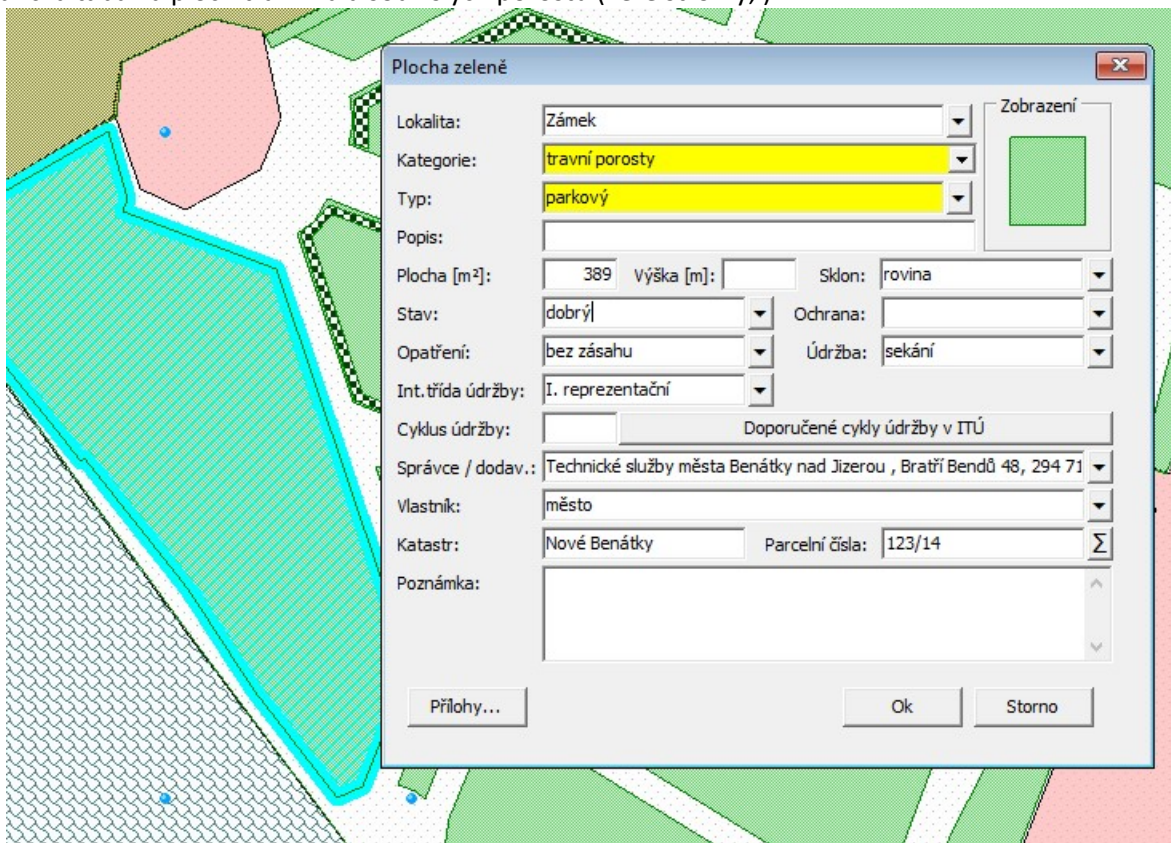 Plocha zeleně
Lokalita: Zámek
Zobrazení
Kategorie: travní porosty
Typ: parkový
Popis:
Plocha [m²]: 389 Výška [m]: Sklon: rovina
Stav: dobrý Ochrana:
Opatření: bez zásahu Údržba: sekání
Int.třída údržby: I. reprezentační
Cyklus údržby: Doporučené cykly údržby v ITÚ
Správce / dodav.: Technické služby města Benátky nad Jizerou , Bratří Bendů 48, 294 71
Vlastník: město
Katastr: Nové Benátky Parcelní čísla: 123/14 Σ
Poznámka:
Přílohy... Ok Storno